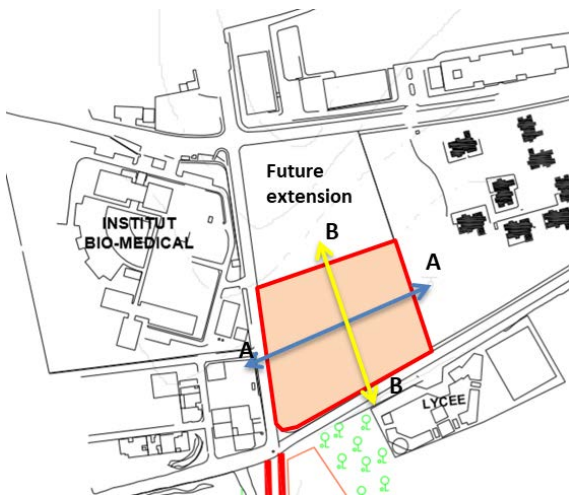 Future
extension
B
INSTITUT
BIO-MEDICAL
A
A
B
LYCEE